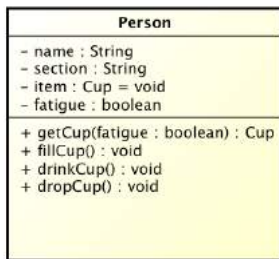 Person
- name : String
- section : String
- item : Cup = void
- fatigue : boolean
+ getCup(fatigue : boolean) : Cup
+ fillCup() : void
+ drinkCup() : void
+ dropCup() : void